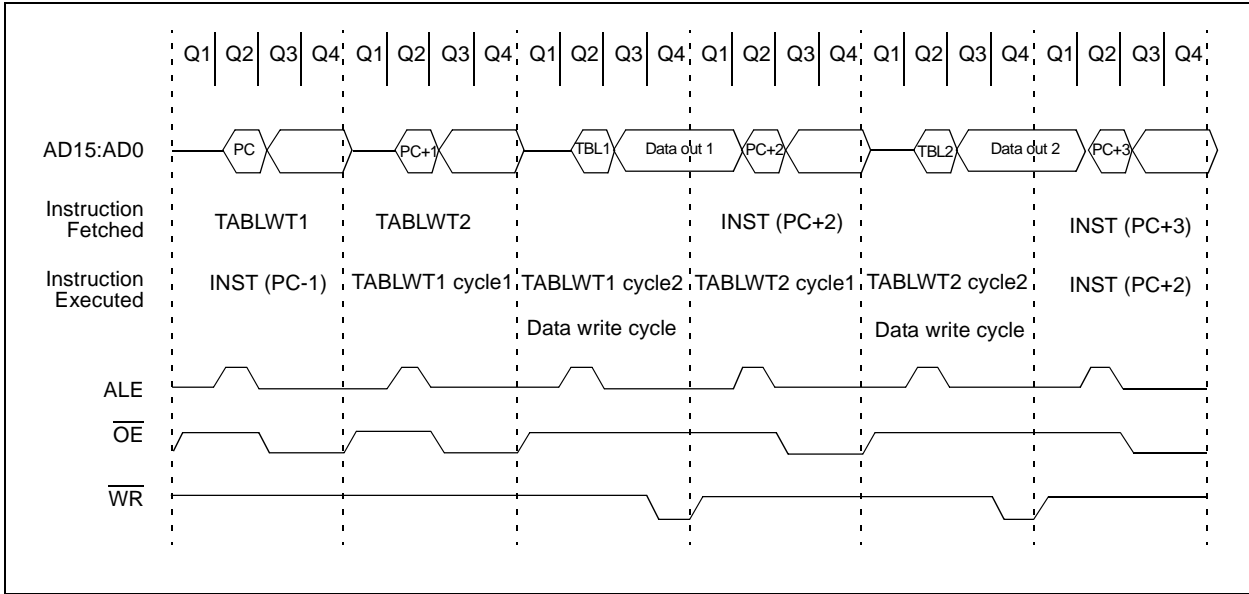 Q1 Q2 Q3 Q4 Q1 Q2 Q3 Q4 Q1 Q2 Q3 Q4 Q1 Q2 Q3 Q4 Q1 Q2 Q3 Q4 Q1 Q2 Q3 Q4
AD15:AD0 PC PC+1 TBL1 Data out 1 PC+2 TBL2 Data out 2 PC+3
Instruction
Fetched
TABLWT1 TABLWT2 INST (PC+2) INST (PC+3)
Instruction
Executed
INST (PC-1) TABLWT1 cycle1 TABLWT1 cycle2 TABLWT2 cycle1 TABLWT2 cycle2 INST (PC+2)
Data write cycle Data write cycle
ALE
OE
WR